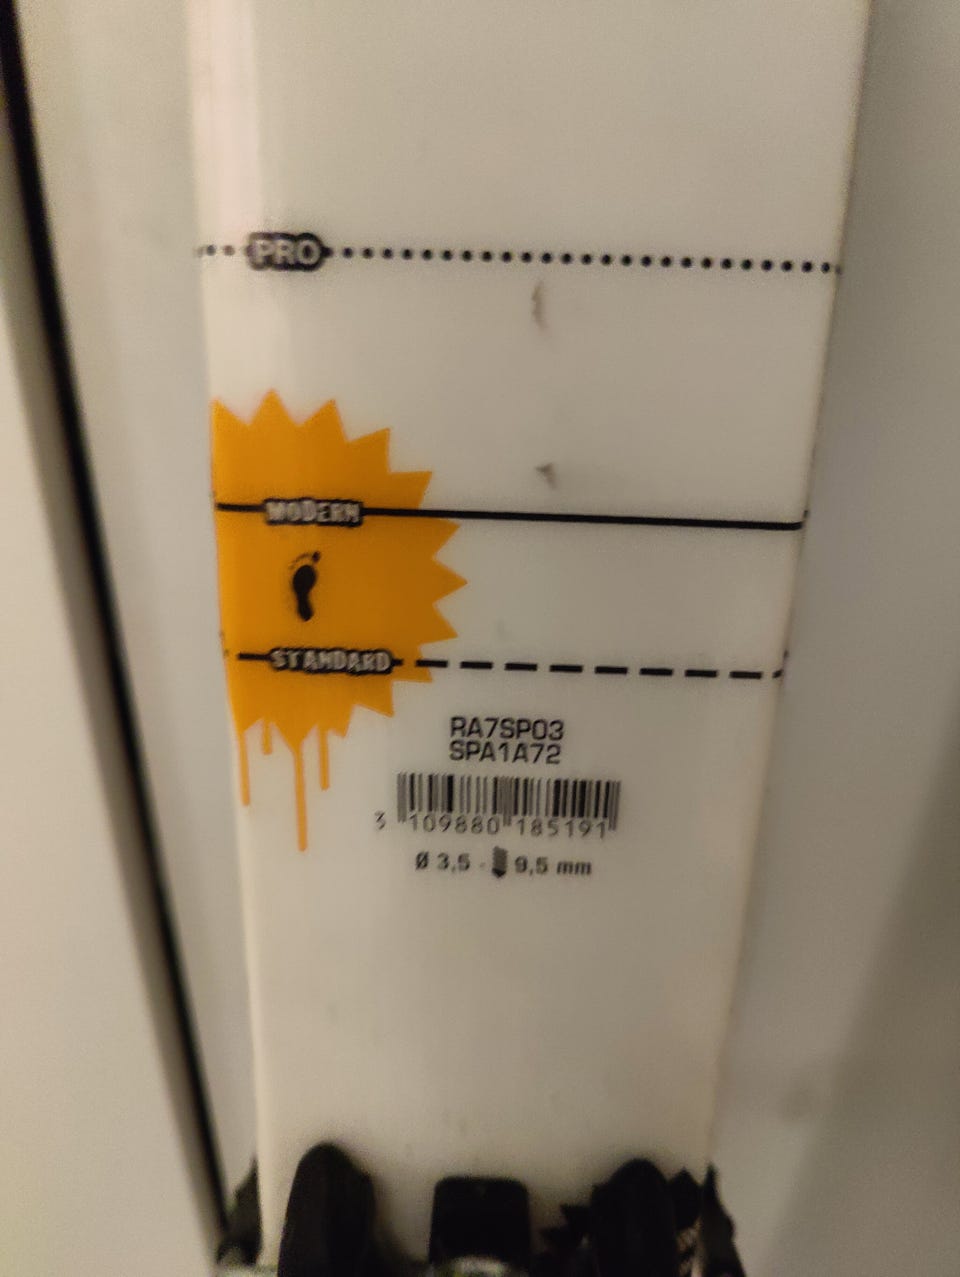 PRO
MODERN
STANDARD
RA7SP03
SPA1A72
3 109880 185191
Ø 3,5 - 9,5 mm